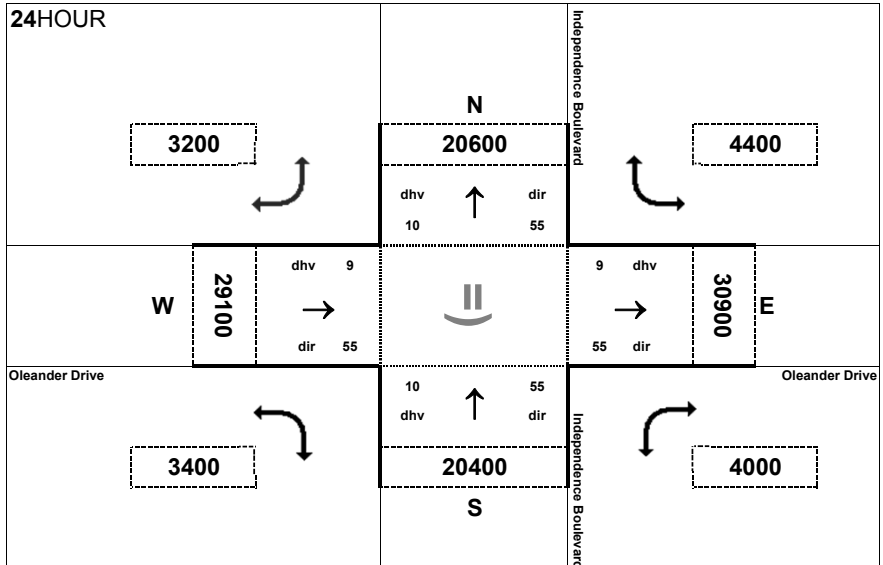 24HOUR
Independence Boulevard
N
3200
20600
4400
dhv
dir
10
55
W
29100
dhv 9
dir 55
9 dhv
55 dir
30900
E
Oleander Drive
Oleander Drive
10
55
dhv
dir
Independence Boulevard
3400
20400
4000
S